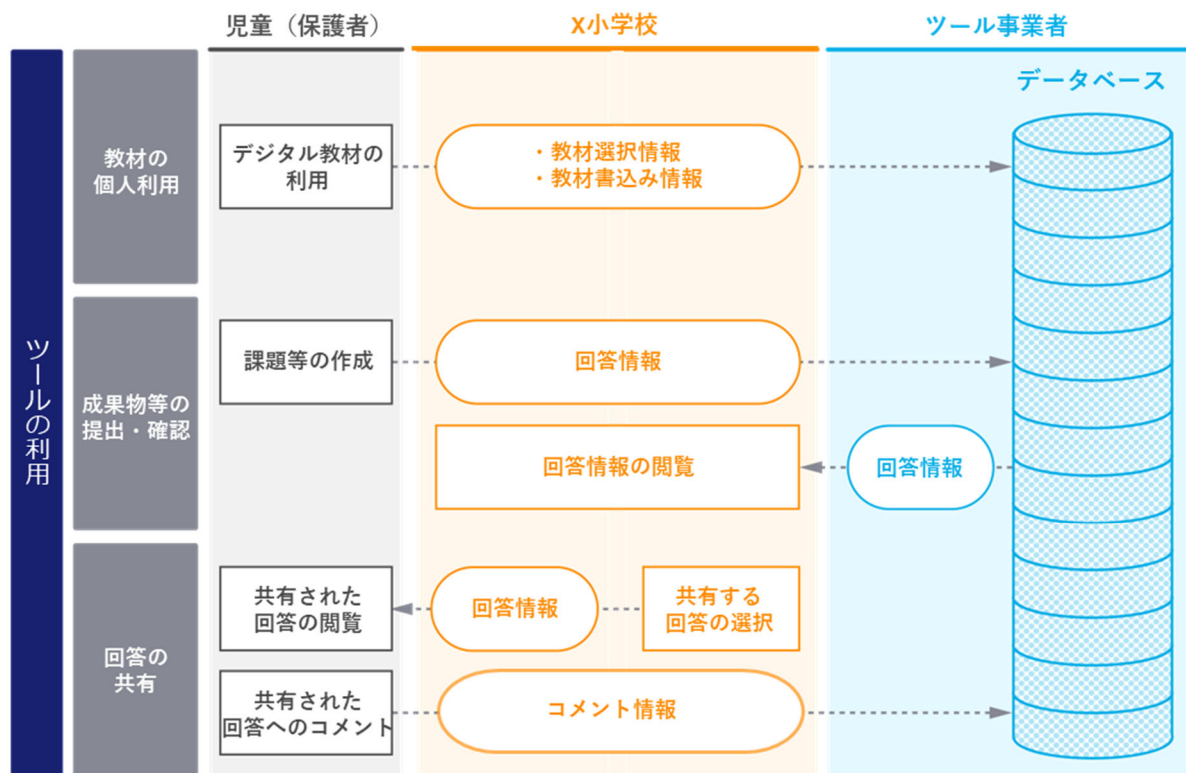 児童（保護者）
X小学校
ツール事業者
データベース
ツールの利用
教材の
個人利用
デジタル教材の
利用
・教材選択情報
・教材書込み情報
成果物等の
提出・確認
課題等の作成
回答情報
回答情報の閲覧
回答情報
回答の
共有
共有された
回答の閲覧
回答情報
共有する
回答の選択
共有された
回答へのコメント
コメント情報